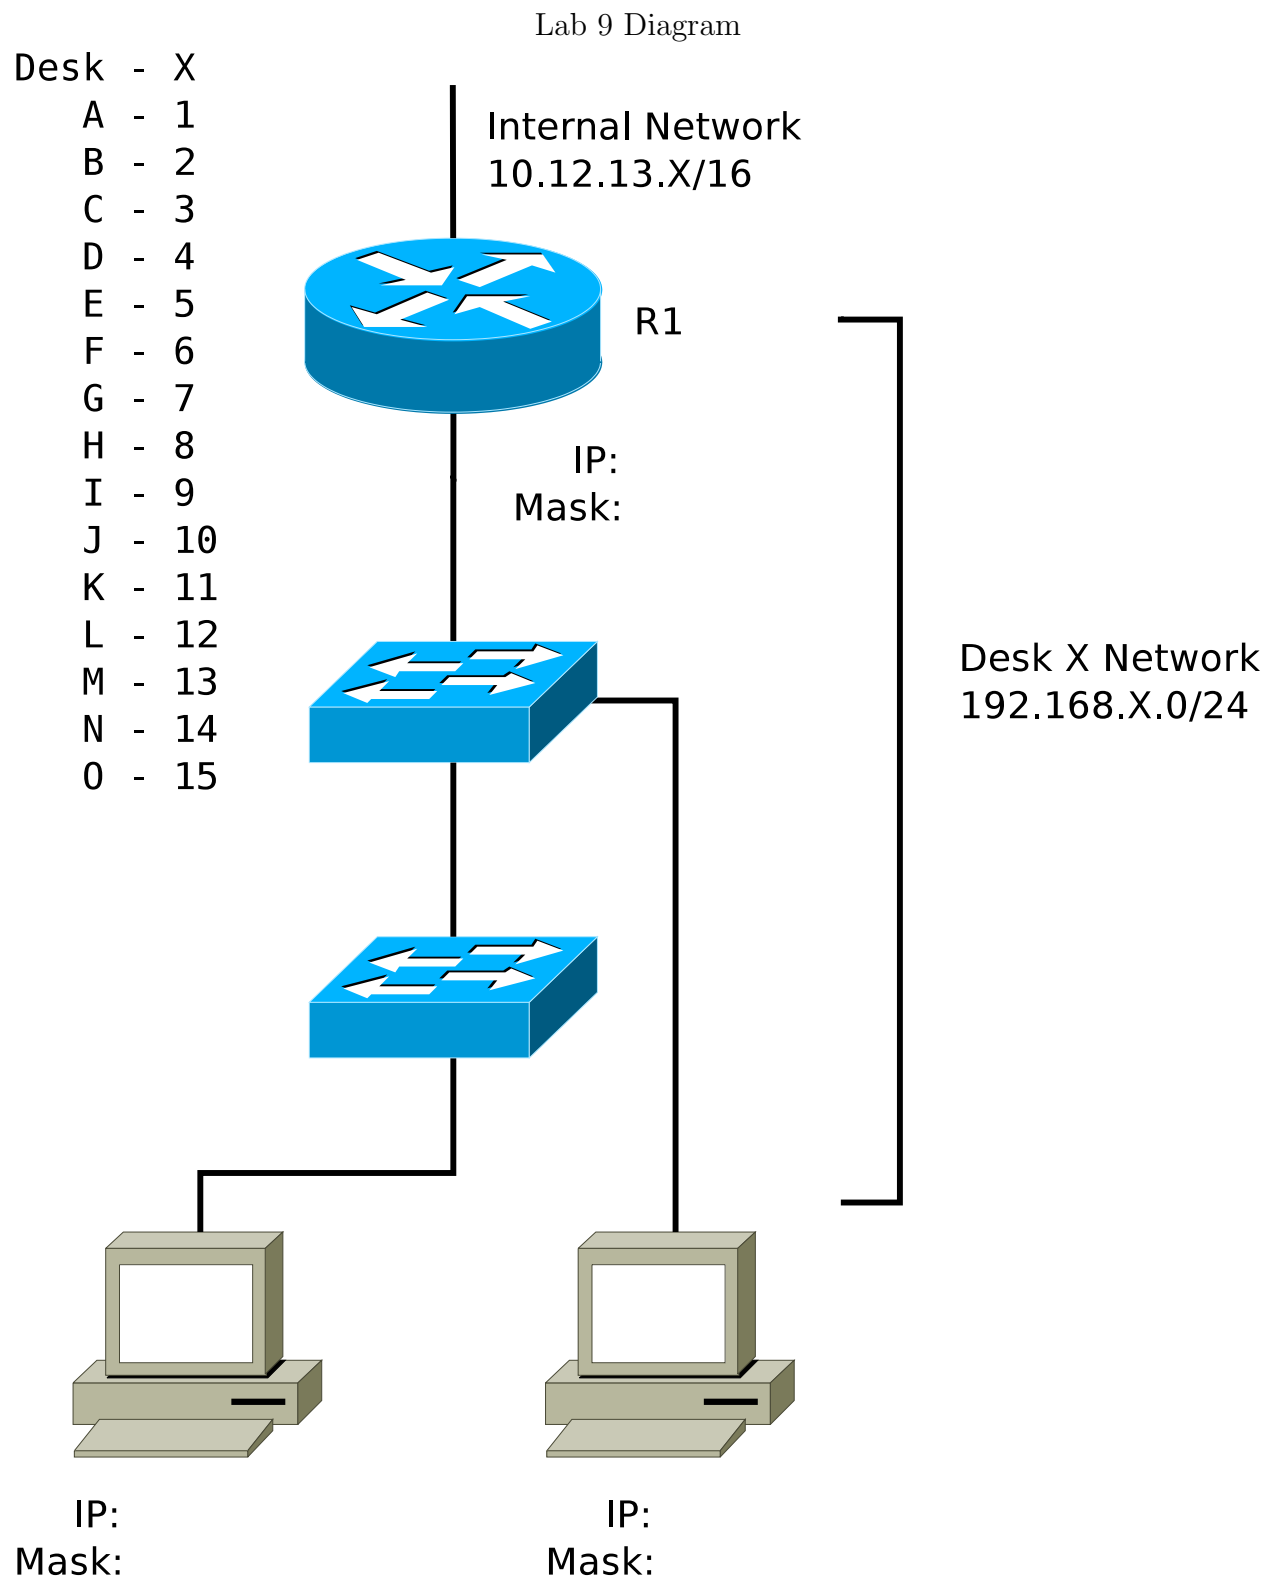 Lab 9 Diagram
Desk - X
A - 1
B - 2
C - 3
D - 4
E - 5
F - 6
G - 7
H - 8
I - 9
J - 10
K - 11
L - 12
M - 13
N - 14
O - 15
Internal Network
10.12.13.X/16
R1
IP:
Mask:
Desk X Network
192.168.X.0/24
IP:
Mask:
IP:
Mask: